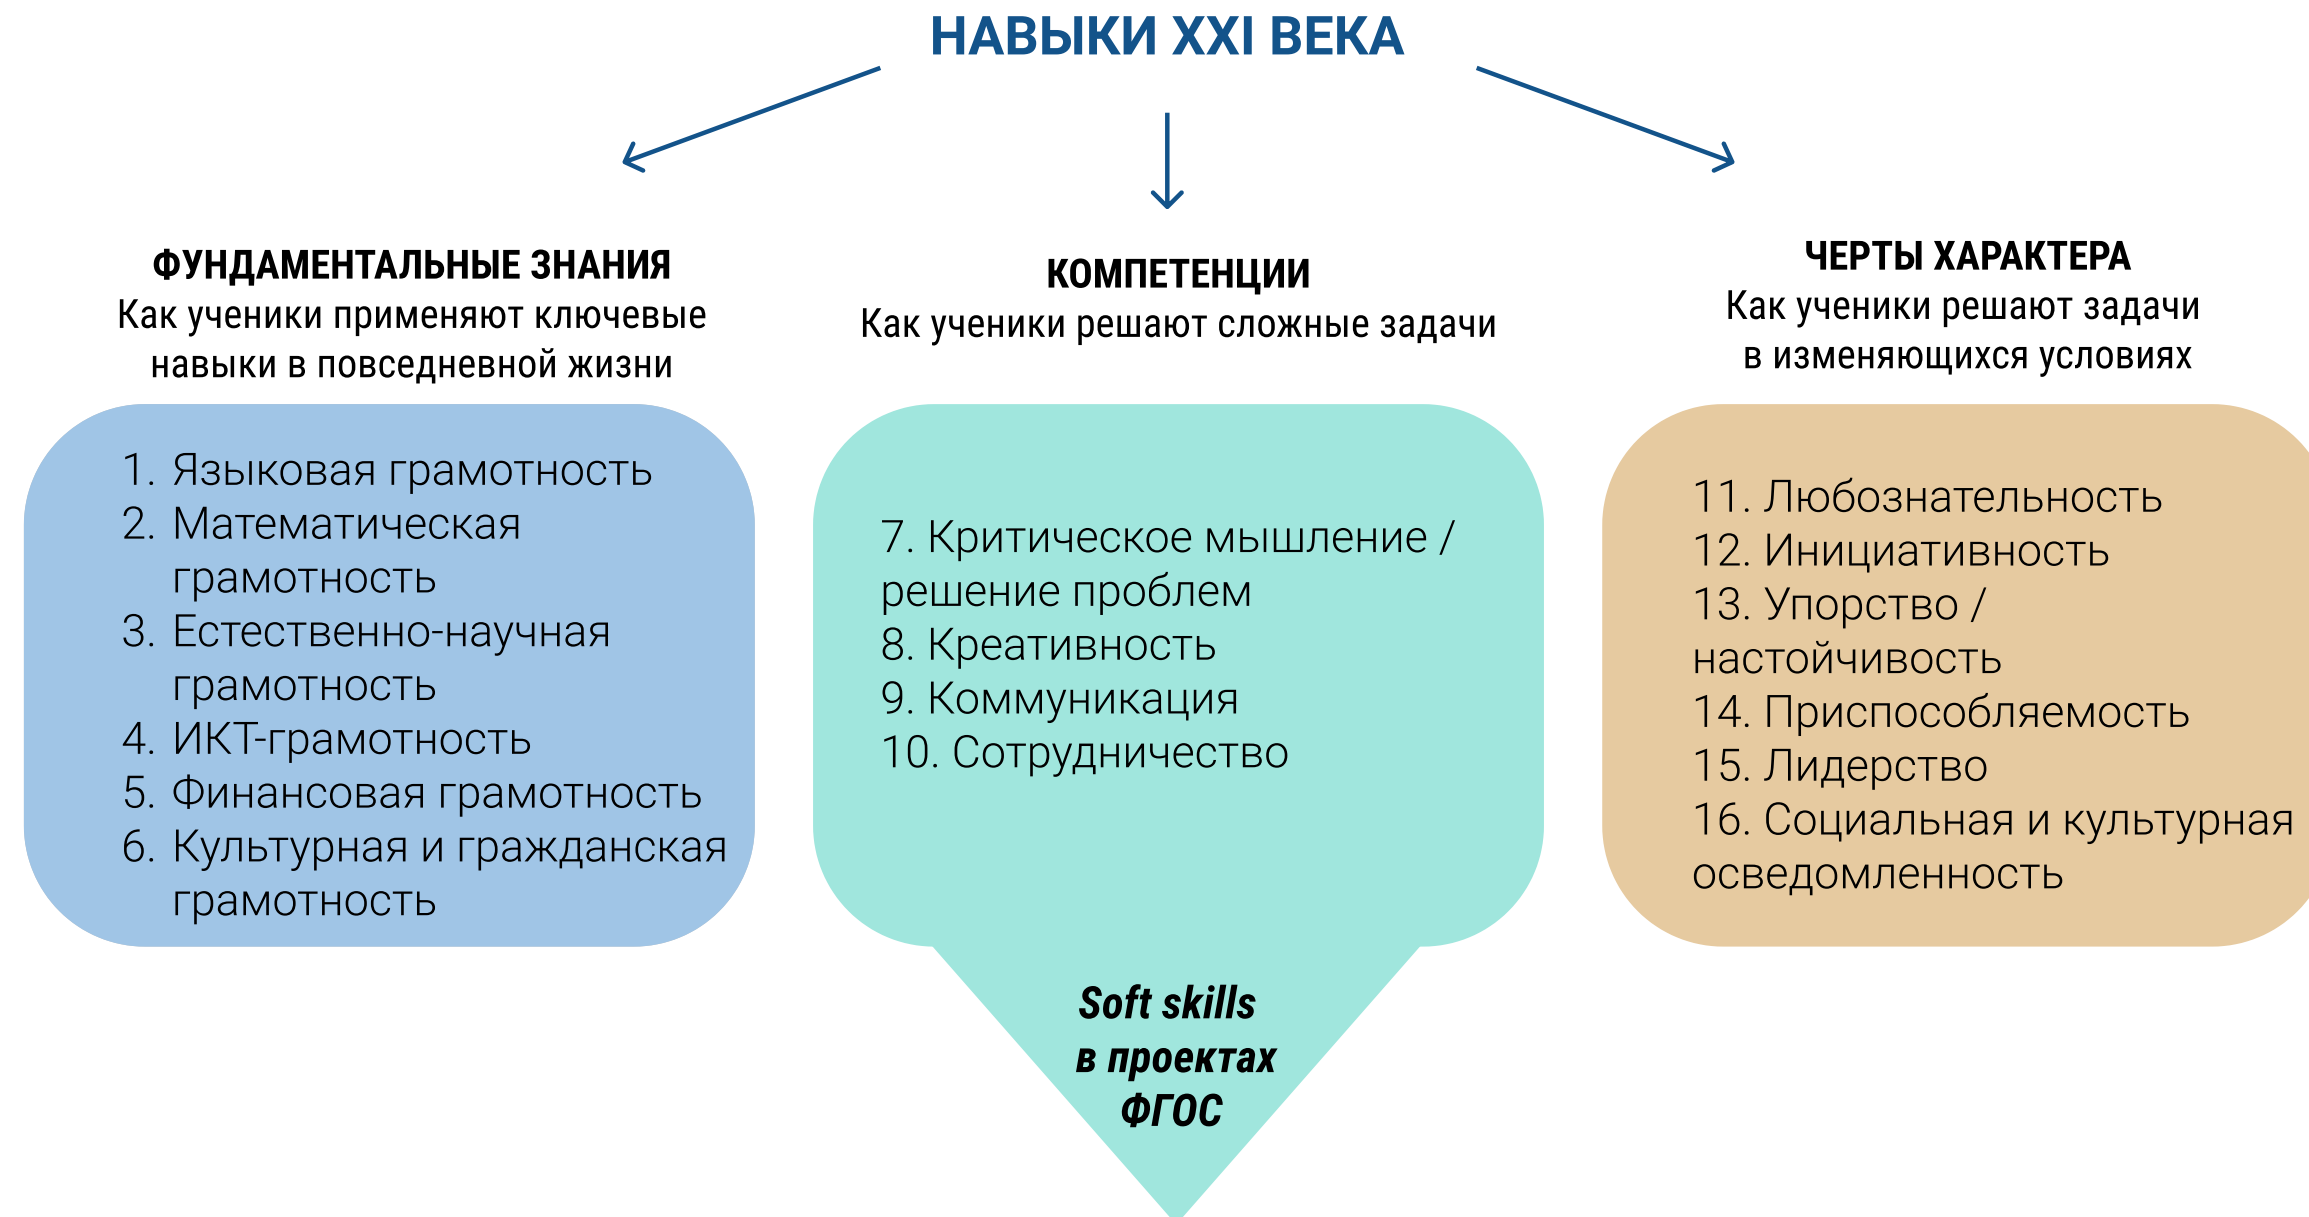 НАВЫКИ XXI ВЕКА
ФУНДАМЕНТАЛЬНЫЕ ЗНАНИЯ
Как ученики применяют ключевые
навыки в повседневной жизни
1. Языковая грамотность
2. Математическая
грамотность
3. Естественно-научная
грамотность
4. ИКТ-грамотность
5. Финансовая грамотность
6. Культурная и гражданская
грамотность
КОМПЕТЕНЦИИ
Как ученики решают сложные задачи
7. Критическое мышление /
решение проблем
8. Креативность
9. Коммуникация
10. Сотрудничество
Soft skills
в проектах
ФГОС
ЧЕРТЫ ХАРАКТЕРА
Как ученики решают задачи
в изменяющихся условиях
11. Любознательность
12. Инициативность
13. Упорство /
настойчивость
14. Приспособляемость
15. Лидерство
16. Социальная и культурная
осведомленность